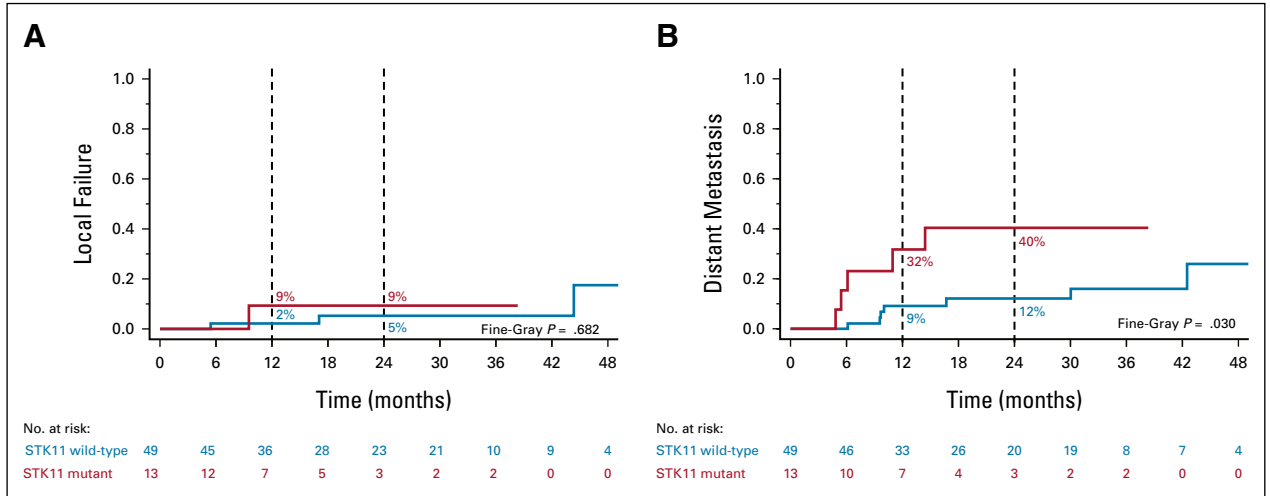 A
Local Failure
1.0
0.8
0.6
0.4
0.2
0.0
9%
9%
2%
5%
Fine-Gray P = .682
0 6 12 18 24 30 36 42 48
Time (months)
No. at risk:
STK11 wild-type 49 45 36 28 23 21 10 9 4
STK11 mutant 13 12 7 5 3 2 2 0 0
B
Distant Metastasis
1.0
0.8
0.6
0.4
0.2
0.0
32%
40%
9%
12%
Fine-Gray P = .030
0 6 12 18 24 30 36 42 48
Time (months)
No. at risk:
STK11 wild-type 49 46 33 26 20 19 8 7 4
STK11 mutant 13 10 7 4 3 2 2 0 0